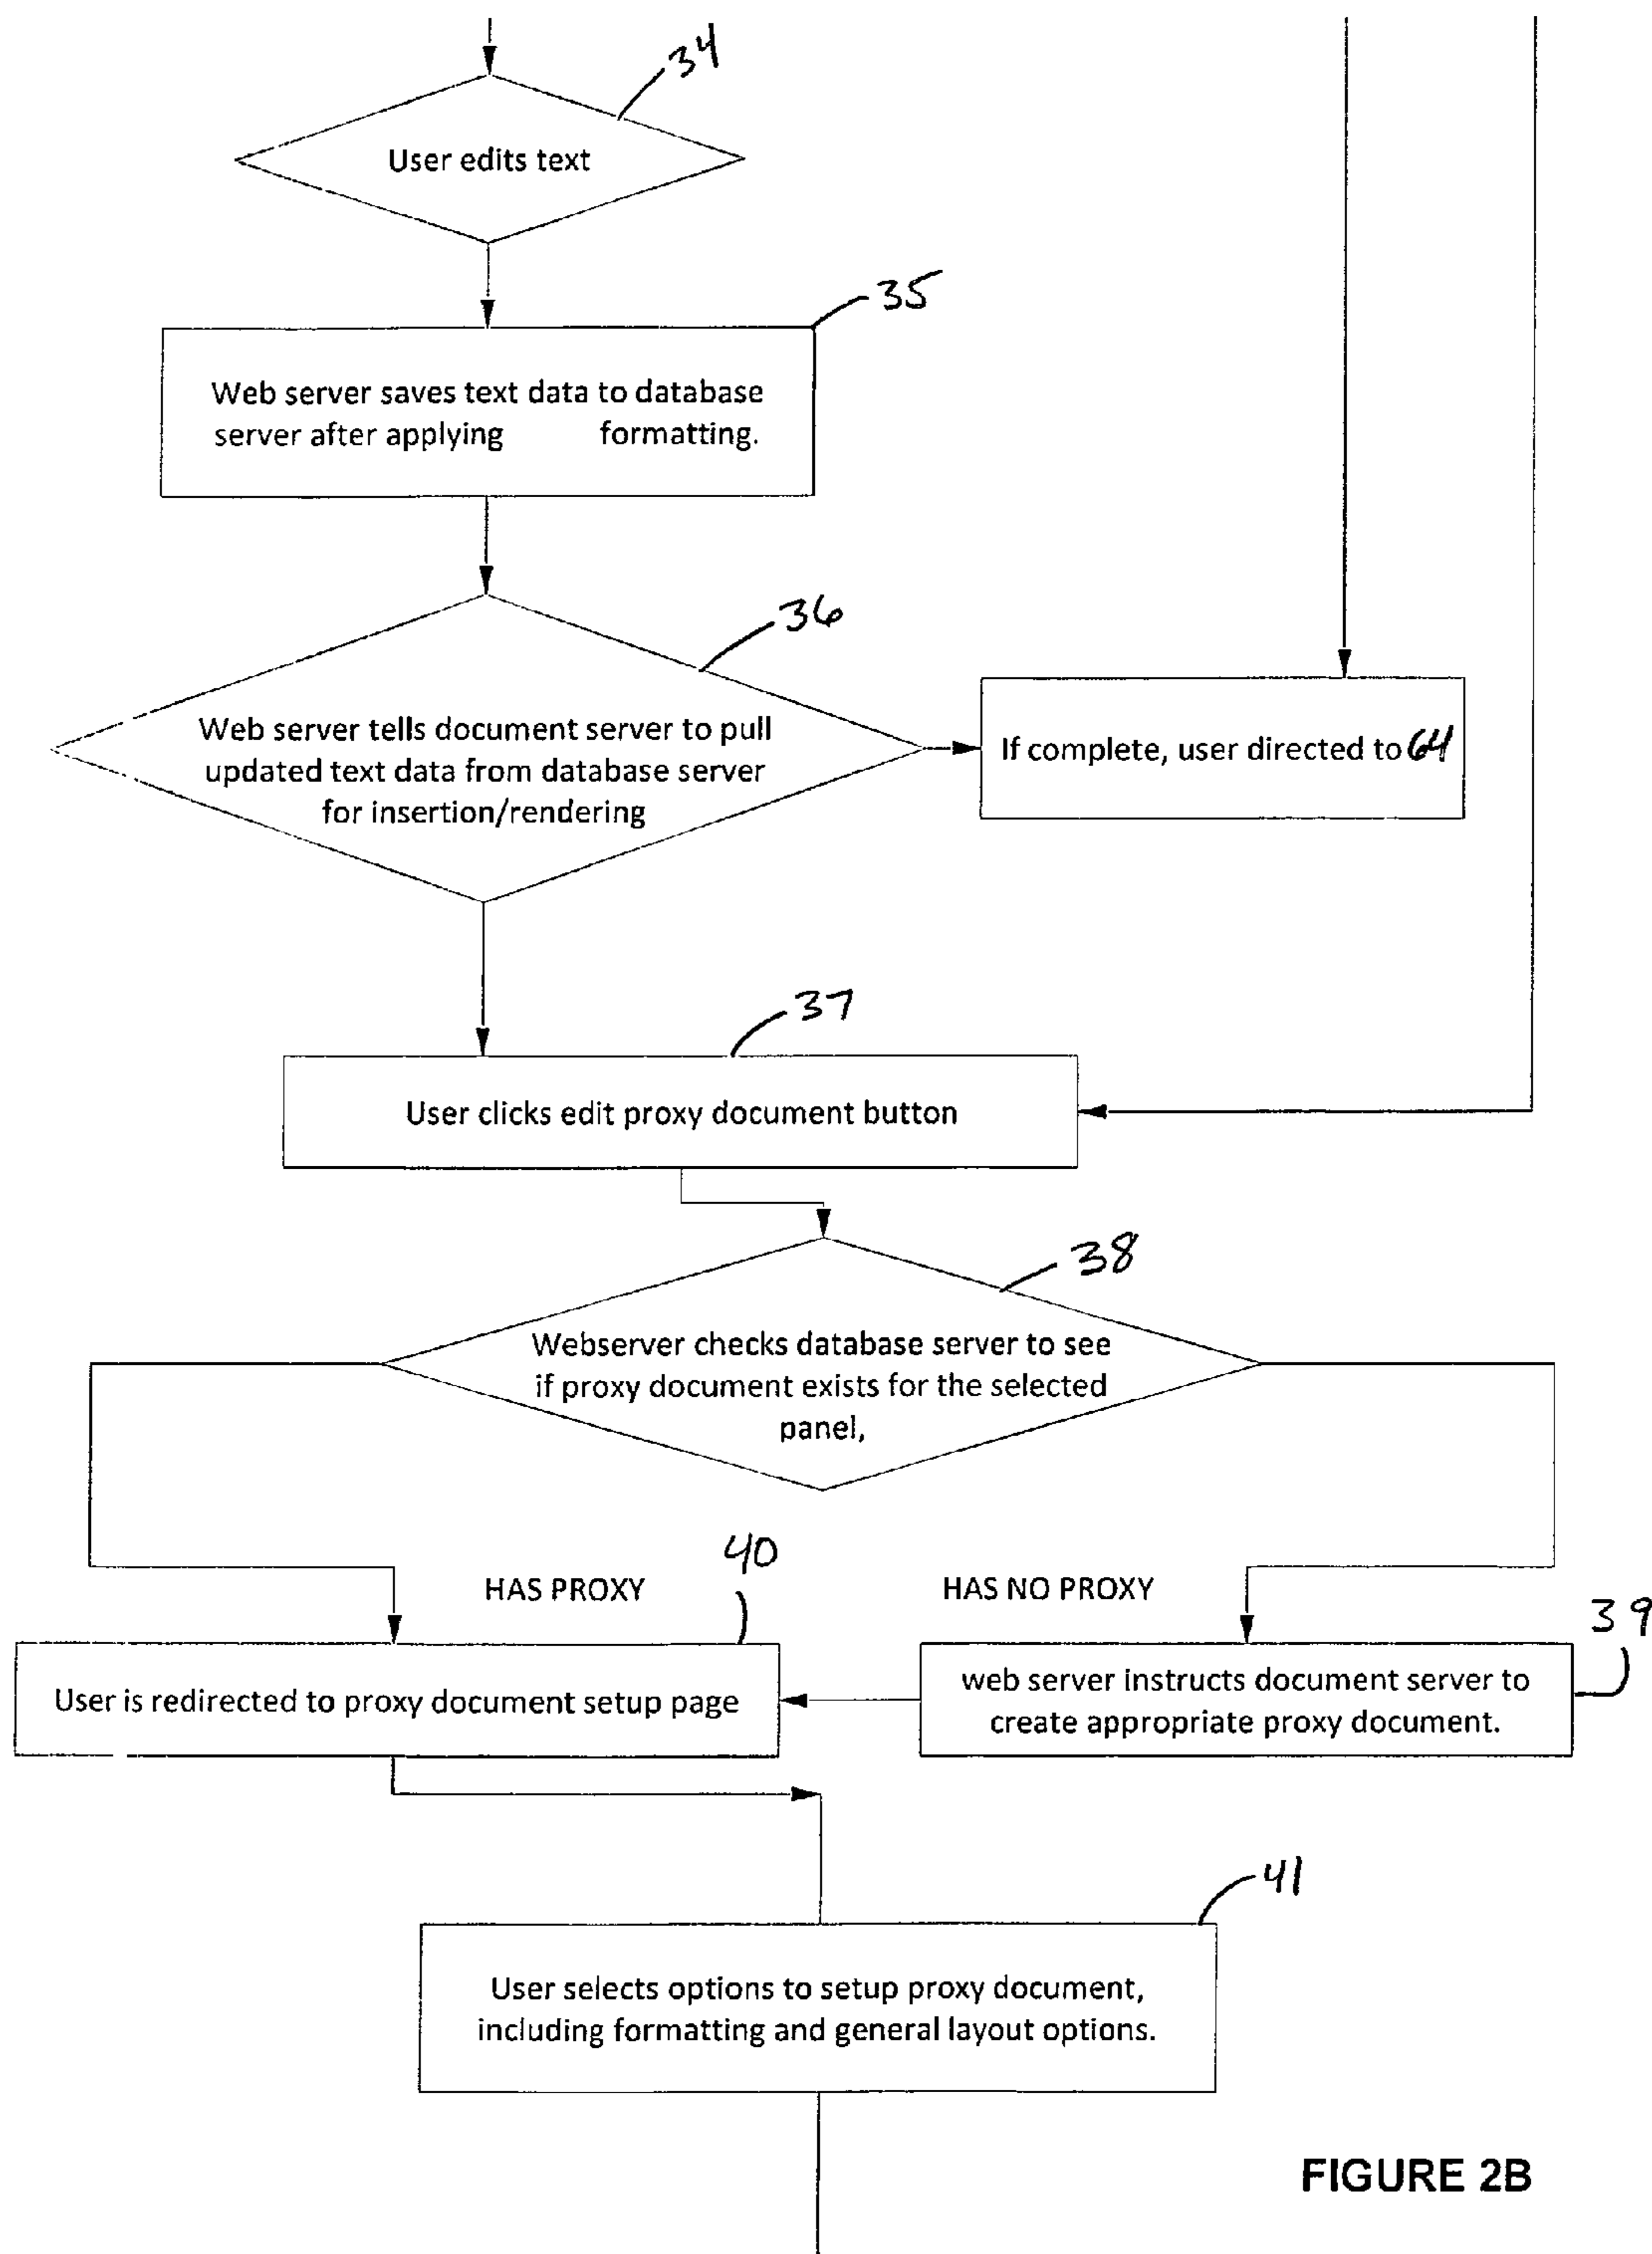 34
User edits text
35
Web server saves text data to database
server after applying formatting.
36
Web server tells document server to pull
updated text data from database server
for insertion/rendering
If complete, user directed to 64
37
User clicks edit proxy document button
38
Webserver checks database server to see
if proxy document exists for the selected
panel,
40
HAS PROXY
HAS NO PROXY
39
User is redirected to proxy document setup page
web server instructs document server to
create appropriate proxy document.
41
User selects options to setup proxy document,
including formatting and general layout options.
FIGURE 2B